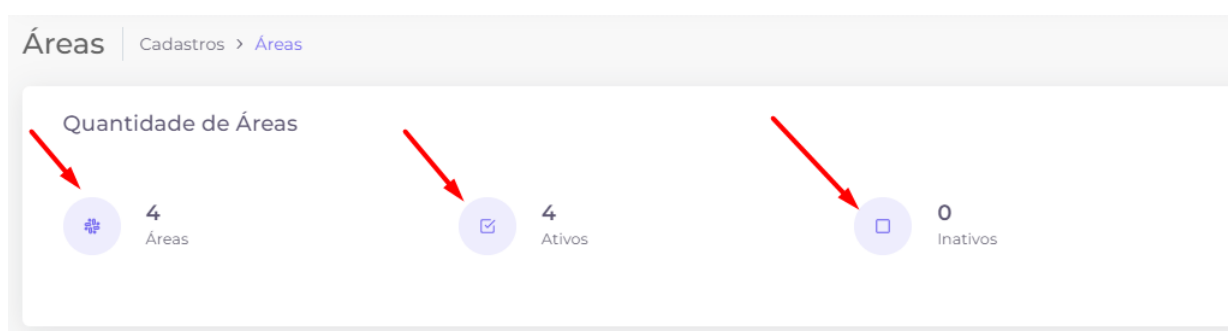 Áreas
Cadastros > Áreas
Quantidade de Áreas
4
Áreas
4
Ativos
0
Inativos